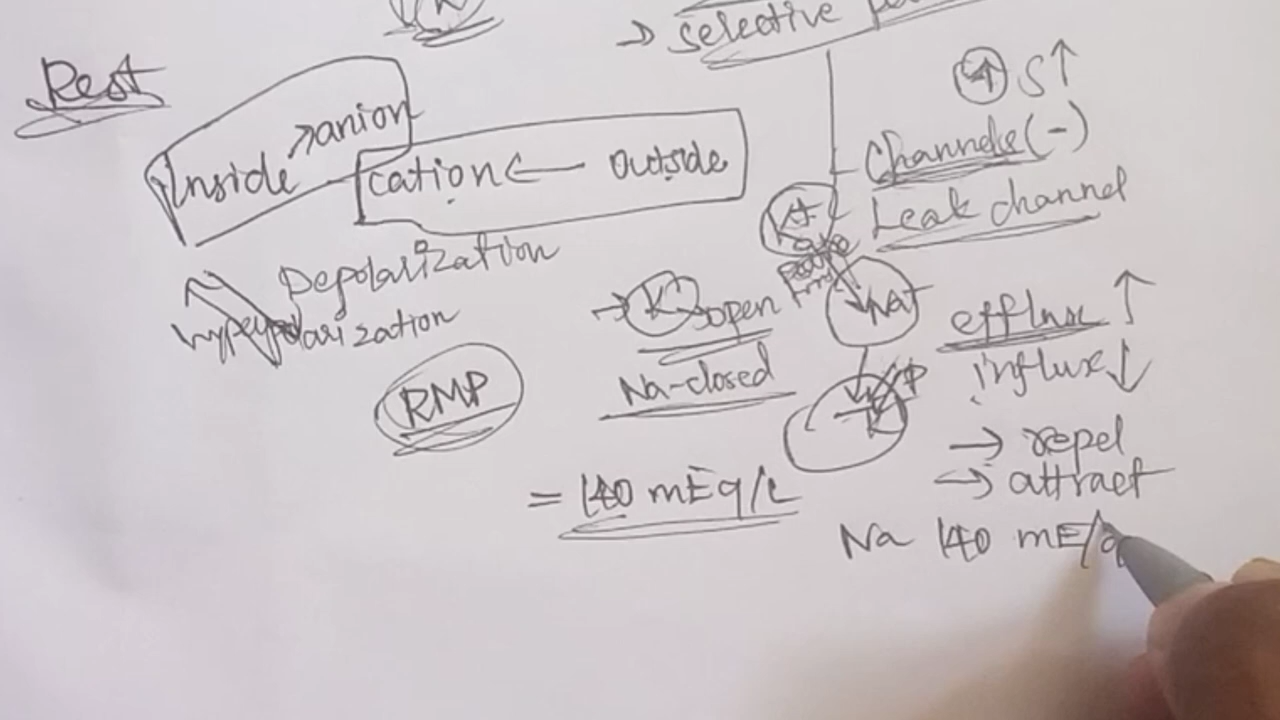 → selective
Rest
S↑
→anion
Channels (-)
Inside
cation ← Outside
K+
Leak channel
Depolarization
hyperpolarization
→ K open
Na+
efflux ↑
RMP
Na-closed
influx ↓
→ repel
= 140 mEq/L
→ attract
Na 140 mE/q